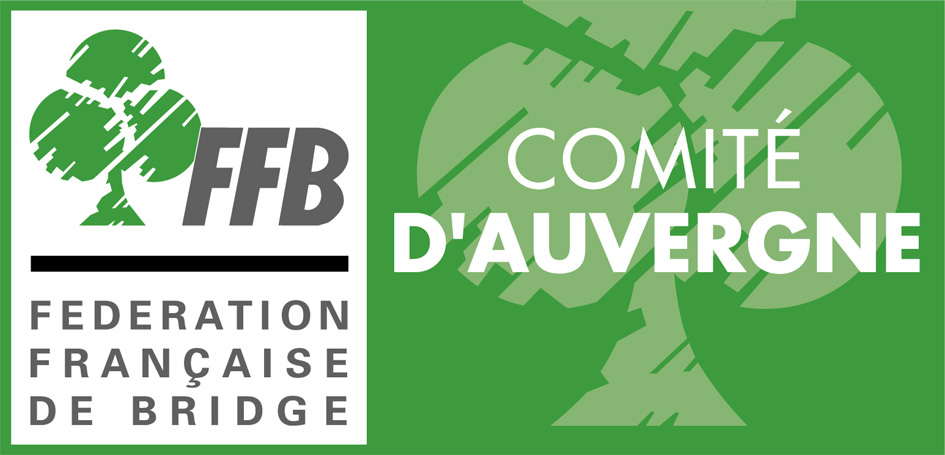 FFB
FEDERATION
FRANÇAISE
DE BRIDGE
COMITÉ
D'AUVERGNE